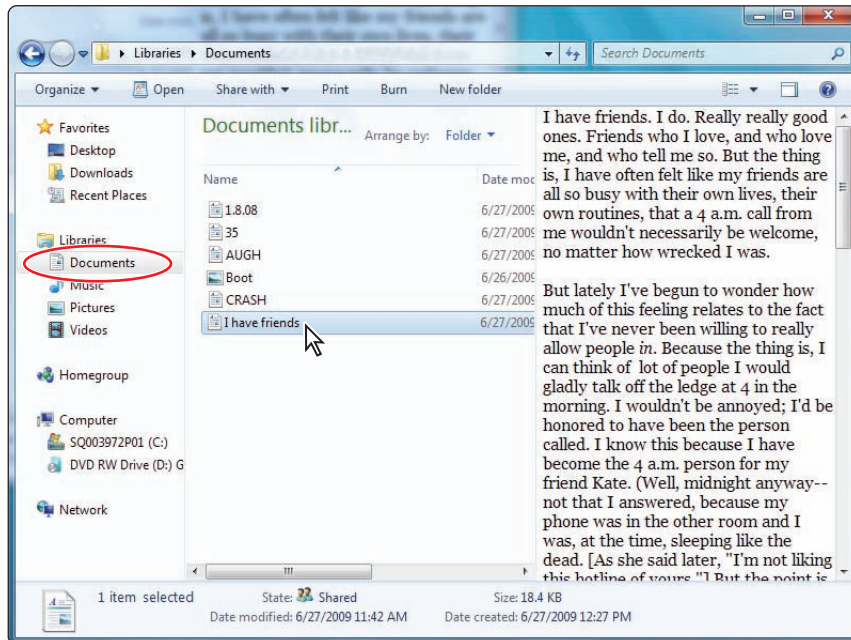 Libraries Documents Search Documents
Organize Open Share with Print Burn New folder
Favorites
Desktop
Downloads
Recent Places
Libraries
Documents
Music
Pictures
Videos
Homegroup
Computer
SQ003972P01 (C:)
DVD RW Drive (D:) G
Network
Documents libr... Arrange by: Folder
Name Date mod
1.8.08 6/27/2009
35 6/27/2009
AUGH 6/27/2009
Boot 6/26/2009
CRASH 6/27/2009
I have friends 6/27/2009
I have friends. I do. Really really good
ones. Friends who I love, and who love
me, and who tell me so. But the thing
is, I have often felt like my friends are
all so busy with their own lives, their
own routines, that a 4 a.m. call from
me wouldn't necessarily be welcome,
no matter how wrecked I was.
But lately I've begun to wonder how
much of this feeling relates to the fact
that I've never been willing to really
allow people in. Because the thing is, I
can think of lot of people I would
gladly talk off the ledge at 4 in the
morning. I wouldn't be annoyed; I'd be
honored to have been the person
called. I know this because I have
become the 4 a.m. person for my
friend Kate. (Well, midnight anyway--
not that I answered, because my
phone was in the other room and I
was, at the time, sleeping like the
dead. [As she said later, "I'm not liking
this hotline of yours."] But the point is
1 item selected State: Shared Size: 18.4 KB
Date modified: 6/27/2009 11:42 AM Date created: 6/27/2009 12:27 PM